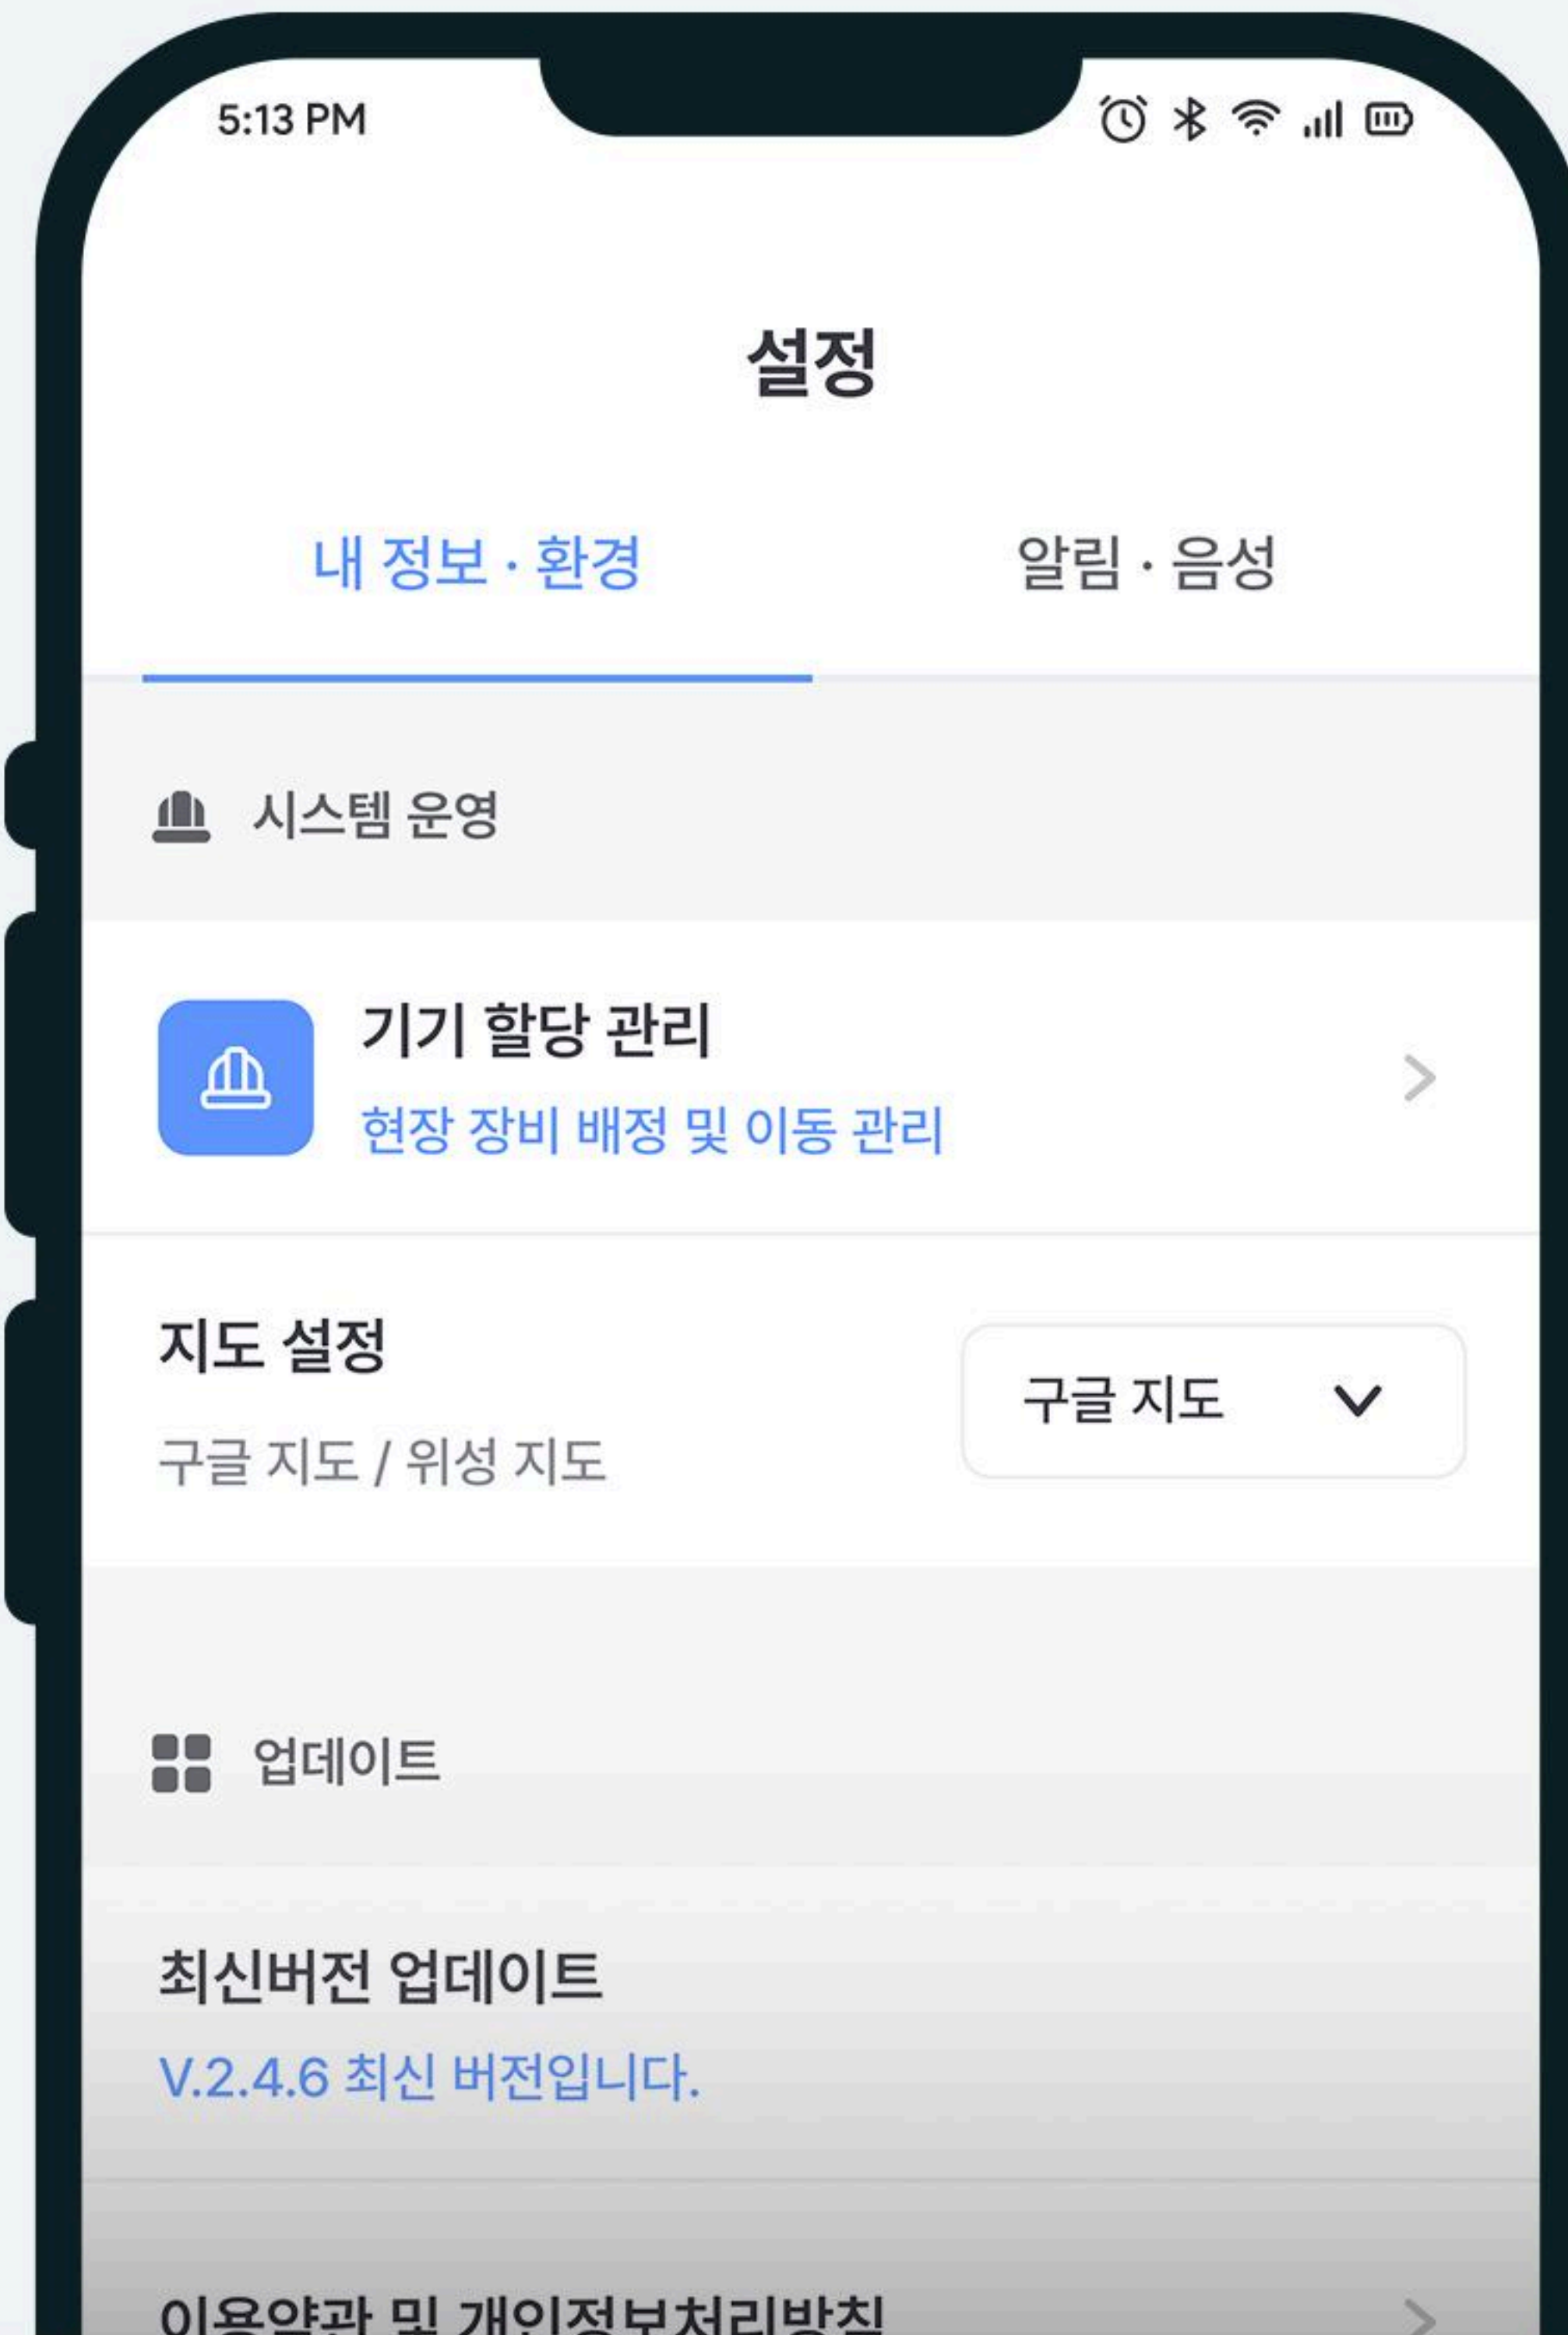 5:13 PM
설정
내 정보 · 환경
알림 · 음성
시스템 운영
기기 할당 관리
현장 장비 배정 및 이동 관리
지도 설정
구글 지도 / 위성 지도
구글 지도
업데이트
최신버전 업데이트
V.2.4.6 최신 버전입니다.
이용약관 및 개인정보처리방침